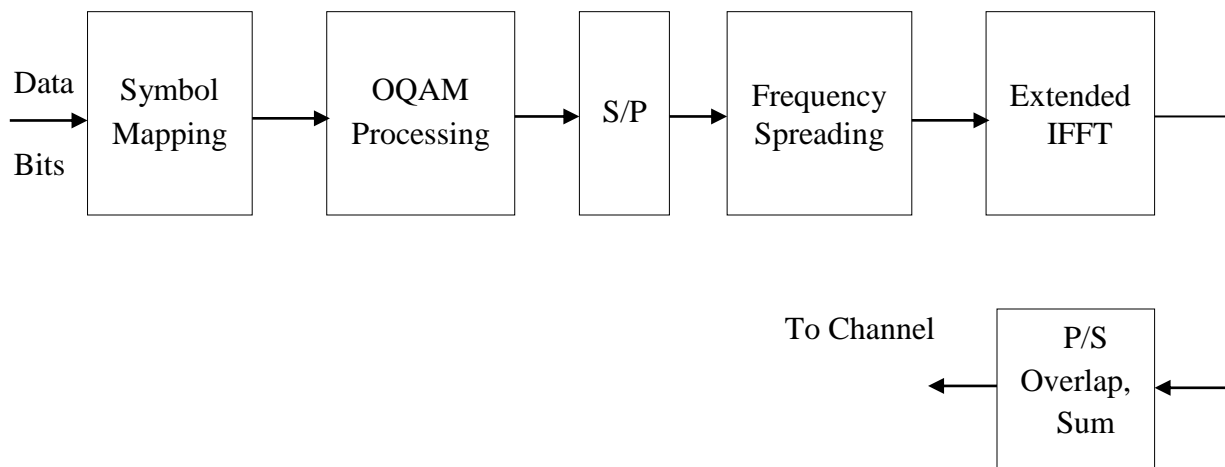 Data
Bits
Symbol
Mapping
OQAM
Processing
S/P
Frequency
Spreading
Extended
IFFT
To Channel
P/S
Overlap,
Sum